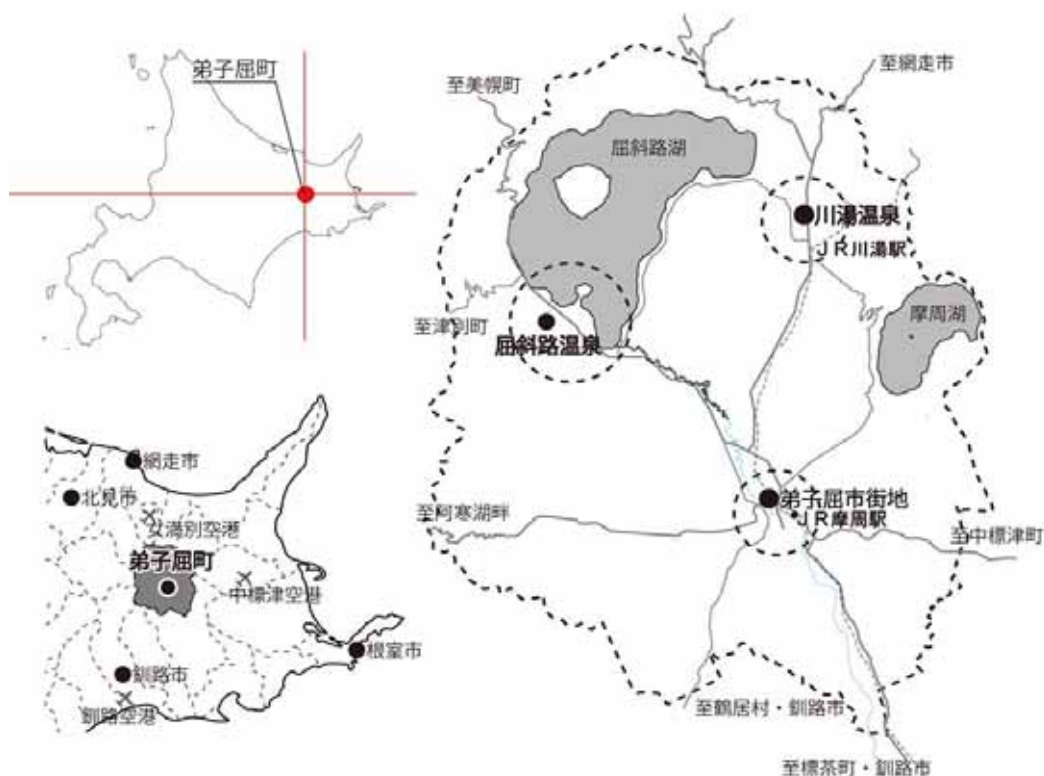 弟子屈町
至網走市
至美幌町
屈斜路湖
川湯温泉
JR川湯駅
摩周湖
至津別町
屈斜路温泉
弟子屈市街地
JR摩周駅
至阿寒湖畔
至中標津町
至鶴居村・釧路市
至標茶町・釧路市
網走市
北見市
女満別空港
弟子屈町
中標津空港
根室市
釧路市
釧路空港